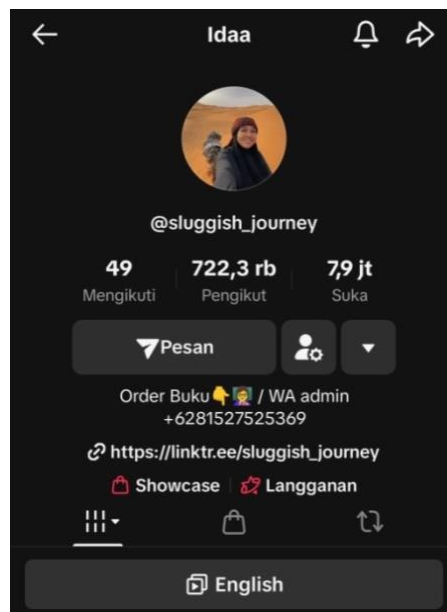 Idaa
@sluggish_journey
49 722,3 rb 7,9 jt
Mengikuti Pengikut Suka
Pesan
Order Buku👇👩‍🏫 / WA admin
+6281527525369
https://linktr.ee/sluggish_journey
Showcase Langganan
English